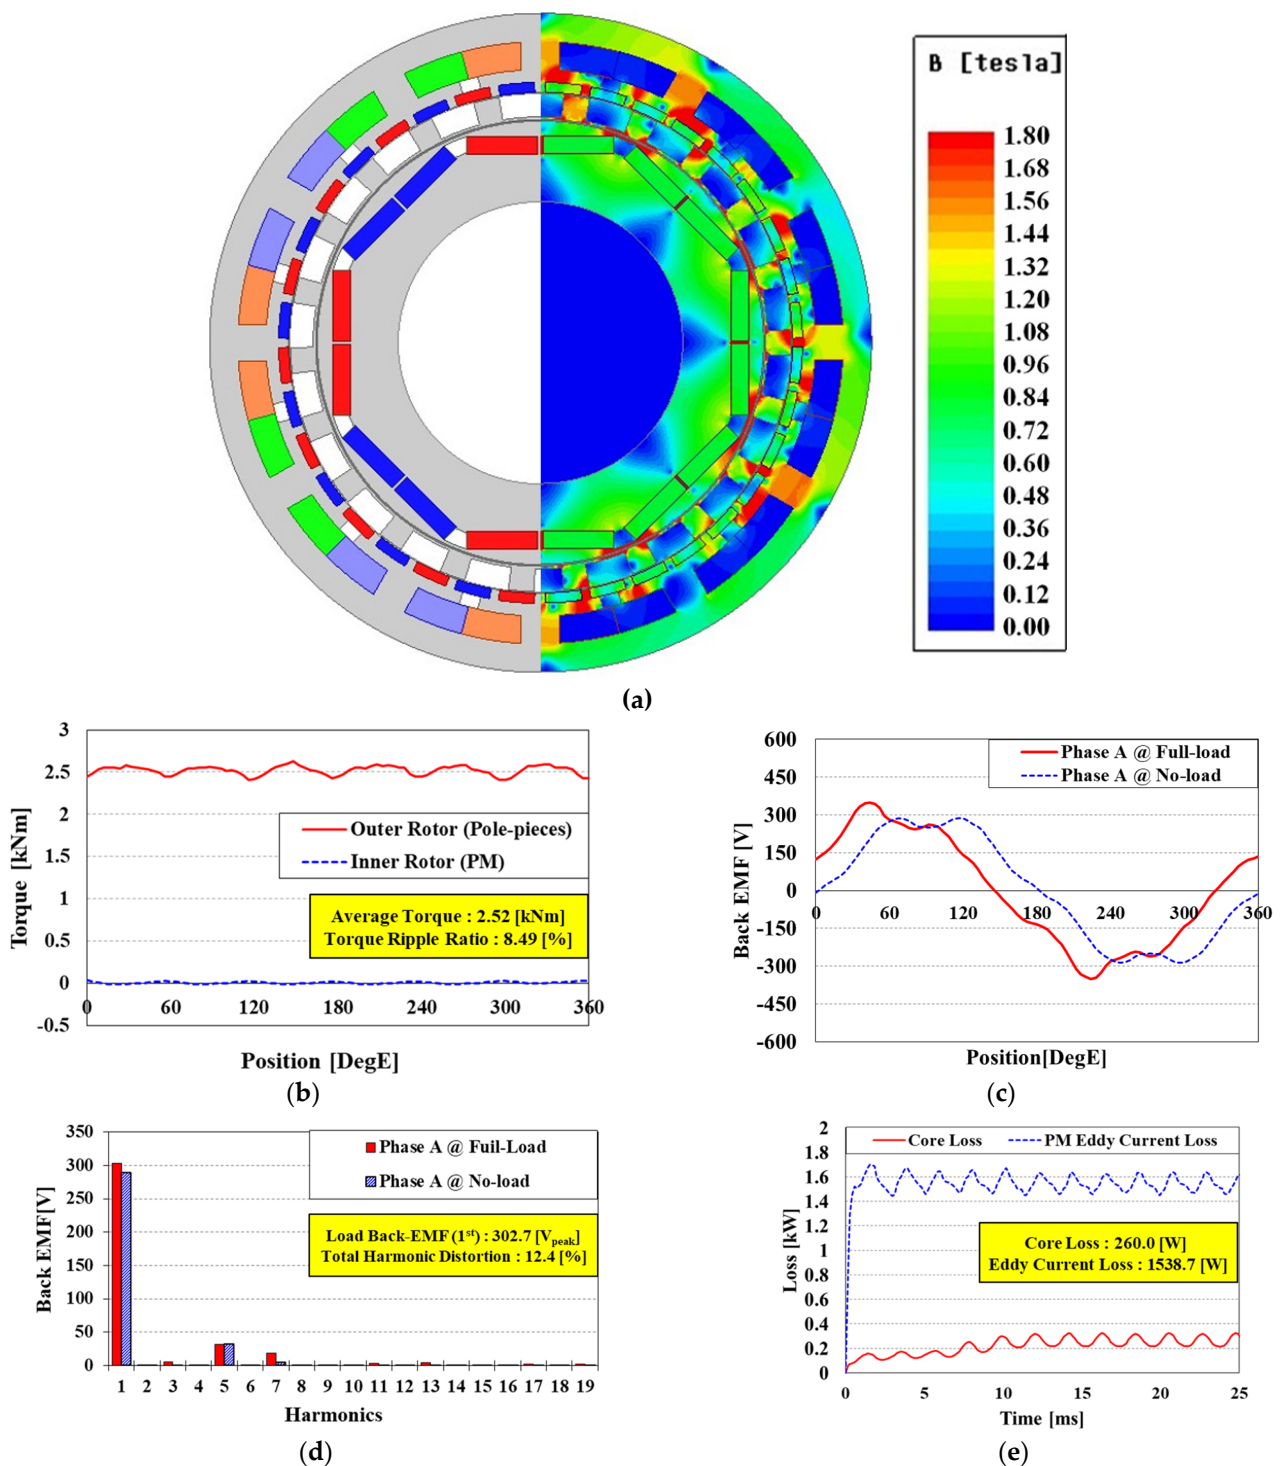 B [tesla]
1.80
1.68
1.56
1.44
1.32
1.20
1.08
0.96
0.84
0.72
0.60
0.48
0.36
0.24
0.12
0.00
(a)
Torque [kNm]
3
2.5
2
1.5
1
0.5
0
-0.5
Outer Rotor (Pole-pieces)
Inner Rotor (PM)
Average Torque : 2.52 [kNm]
Torque Ripple Ratio : 8.49 [%]
0 60 120 180 240 300 360
Position [DegE]
(b)
Back EMF [V]
600
450
300
150
0
-150
-300
-450
-600
Phase A @ Full-load
Phase A @ No-load
0 60 120 180 240 300 360
Position[DegE]
(c)
Back EMF[V]
350
300
250
200
150
100
50
0
Phase A @ Fuil-Load
Phase A @ No-load
Load Back-EMF (1st) : 302.7 [Vpeak]
Total Harmonic Distortion : 12.4 [%]
1 2 3 4 5 6 7 8 9 10 11 12 13 14 15 16 17 18 19
Harmonics
(d)
Loss [kW]
2
1.8
1.6
1.4
1.2
1
0.8
0.6
0.4
0.2
0
Core Loss PM Eddy Current Loss
Core Loss : 260.0 [W]
Eddy Current Loss : 1538.7 [W]
0 5 10 15 20 25
Time [ms]
(e)